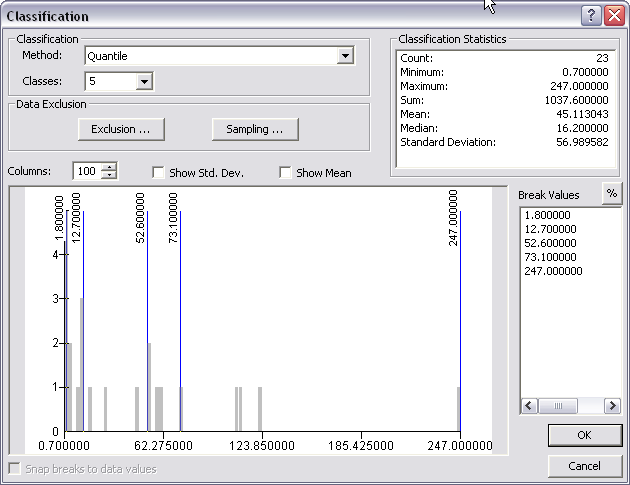 Classification
Classification
Method: Quantile
Classes: 5
Data Exclusion
Exclusion ...
Sampling ...
Classification Statistics
Count: 23
Minimum: 0.700000
Maximum: 247.000000
Sum: 1037.600000
Mean: 45.113043
Median: 16.200000
Standard Deviation: 56.989582
Columns: 100
Show Std. Dev.
Show Mean
Break Values %
1.800000
12.700000
52.600000
73.100000
247.000000
1.800000
12.700000
52.600000
73.100000
247.000000
4
3
2
1
0
0.700000 62.275000 123.850000 185.425000 247.000000
Snap breaks to data values
OK
Cancel